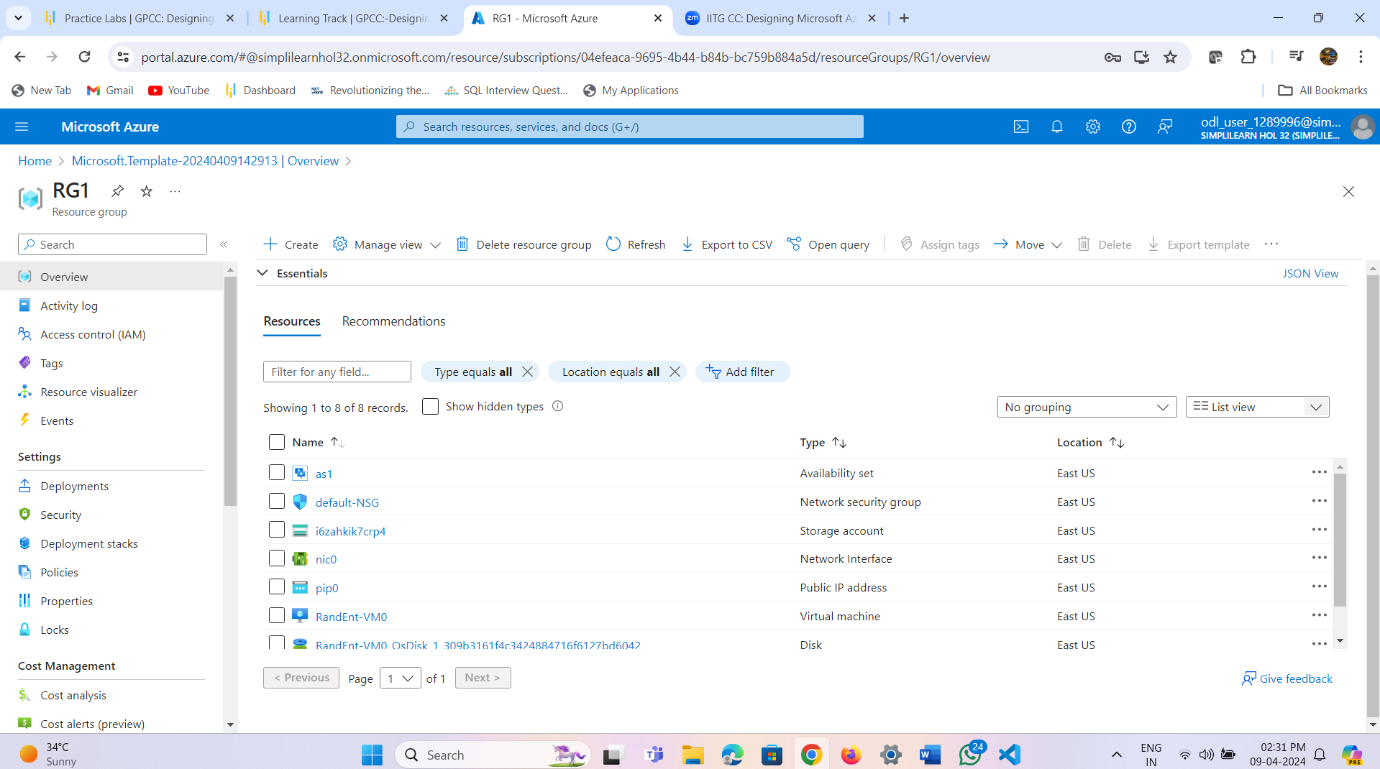 Practice Labs | GPCC: Designing
Learning Track | GPCC:-Designin
RG1 - Microsoft Azure
zm
IITG CC: Designing Microsoft Az
portal.azure.com/#@simplilearnhol32.onmicrosoft.com/resource/subscriptions/04efeaca-9695-4b44-b84b-bc759b884a5d/resourceGroups/RG1/overview
New Tab
Gmail
YouTube
Dashboard
Revolutionizing the...
SQL Interview Quest...
My Applications
All Bookmarks
Microsoft Azure
Search resources, services, and docs (G+/)
odl_user_1289996@sim...
SIMPLILEARN HOL 32 (SIMPLILE...
Home > Microsoft.Template-20240409142913 | Overview >
RG1
Resource group
Search
Create
Manage view
Delete resource group
Refresh
Export to CSV
Open query
Assign tags
Move
Delete
Export template
Overview
Activity log
Access control (IAM)
Tags
Resource visualizer
Events
Settings
Deployments
Security
Deployment stacks
Policies
Properties
Locks
Cost Management
Cost analysis
Cost alerts (preview)
Essentials
JSON View
Resources
Recommendations
Filter for any field...
Type equals all
Location equals all
Add filter
Showing 1 to 8 of 8 records.
Show hidden types
No grouping
List view
Name Type Location
as1 Availability set East US
default-NSG Network security group East US
i6zahkik7crp4 Storage account East US
nic0 Network Interface East US
pip0 Public IP address East US
RandEnt-VM0 Virtual machine East US
RandEnt-VM0_OsDisk_1_309b3161f4c3424884716f6127bd6042 Disk East US
< Previous
Page 1 of 1
Next >
Give feedback
34°C
Sunny
Search
24
ENG
IN
02:31 PM
09-04-2024
PRE